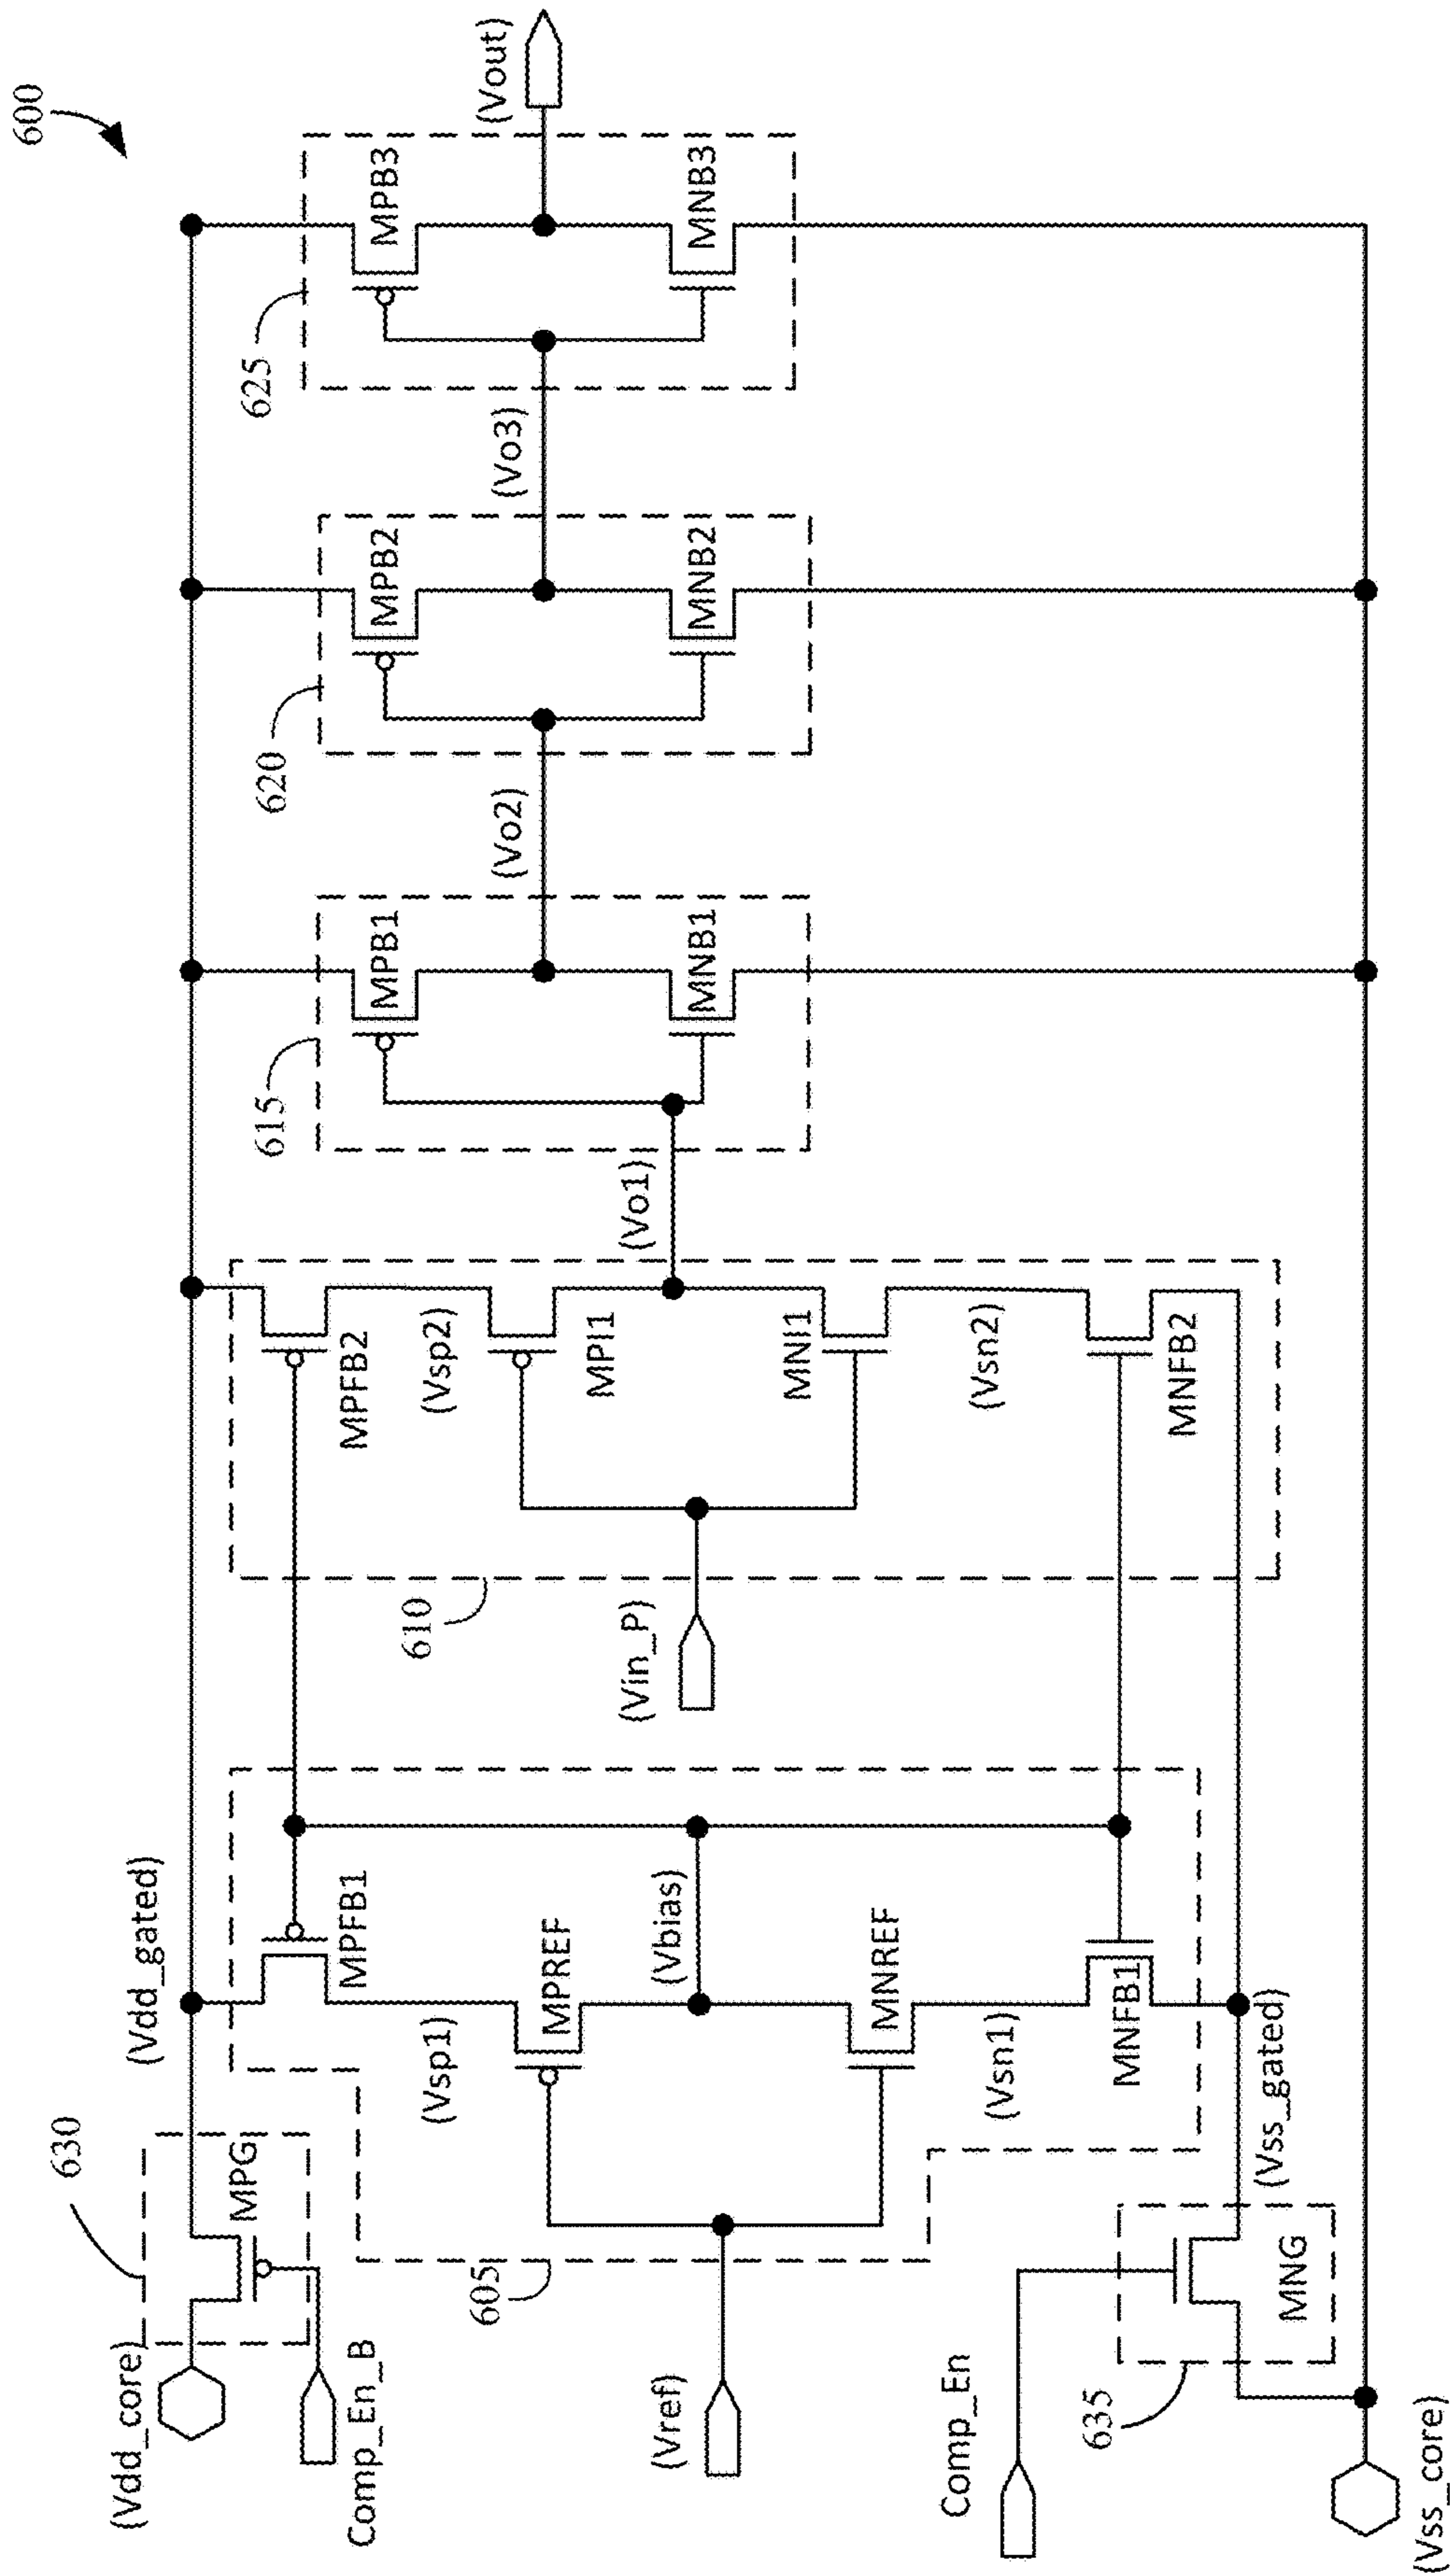 600
630
(Vdd_core)
MPG
Comp_En_B
(Vdd_gated)
605
(Vref)
MPFB1
(Vsp1)
MPREF
(Vbias)
MNREF
(Vsn1)
MNFB1
Comp_En
635
MNG
(Vss_gated)
(Vss_core)
610
(Vin_P)
MPFB2
(Vsp2)
MPI1
(Vo1)
MNI1
(Vsn2)
MNFB2
615
MPB1
MNB1
(Vo2)
620
MPB2
MNB2
(Vo3)
625
MPB3
MNB3
(Vout)